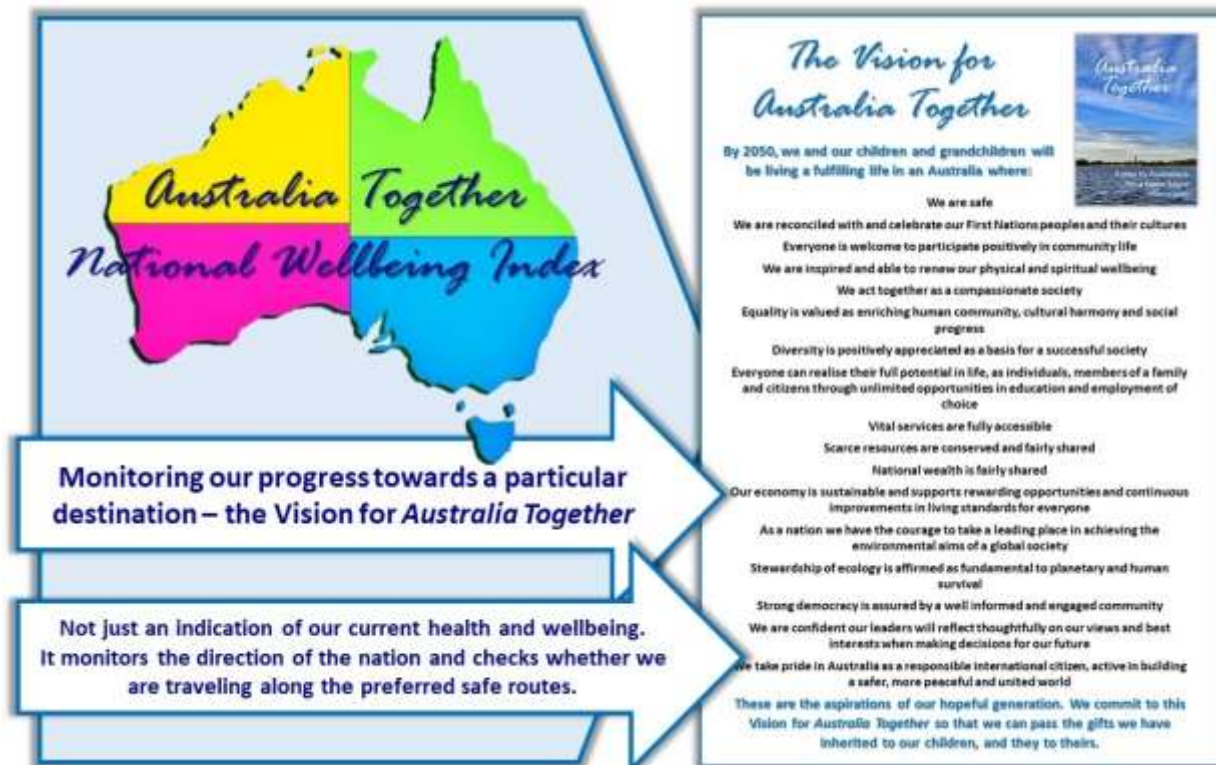 Australia Together
National Wellbeing Index
Monitoring our progress towards a particular
destination – the Vision for Australia Together
Not just an indication of our current health and wellbeing.
It monitors the direction of the nation and checks whether we
are traveling along the preferred safe routes.
The Vision for
Australia Together
Australia
Together
By 2050, we and our children and grandchildren will
be living a fulfilling life in an Australia where:
We are safe
We are reconciled with and celebrate our First Nations peoples and their cultures
Everyone is welcome to participate positively in community life
We are inspired and able to renew our physical and spiritual wellbeing
We act together as a compassionate society
Equality is valued as enriching human community, cultural harmony and social
progress
Diversity is positively appreciated as a basis for a successful society
Everyone can realise their full potential in life, as individuals, members of a family
and citizens through unlimited opportunities in education and employment of
choice
Vital services are fully accessible
Scarce resources are conserved and fairly shared
National wealth is fairly shared
Our economy is sustainable and supports rewarding opportunities and continuous
improvements in living standards for everyone
As a nation we have the courage to take a leading place in achieving the
environmental aims of a global society
Stewardship of ecology is affirmed as fundamental to planetary and human
survival
Strong democracy is assured by a well informed and engaged community
We are confident our leaders will reflect thoughtfully on our views and best
interests when making decisions for our future
We take pride in Australia as a responsible international citizen, active in building
a safer, more peaceful and united world
These are the aspirations of our hopeful generation. We commit to this
Vision for Australia Together so that we can pass the gifts we have
inherited to our children, and they to theirs.